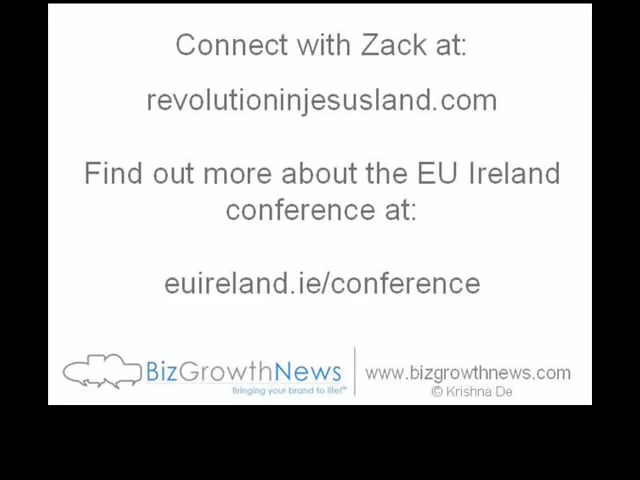 Connect with Zack at:
revolutioninjesusland.com
Find out more about the EU Ireland
conference at:
euireland.ie/conference
BizGrowthNews
Bringing your brand to life!™
www.bizgrowthnews.com
© Krishna De